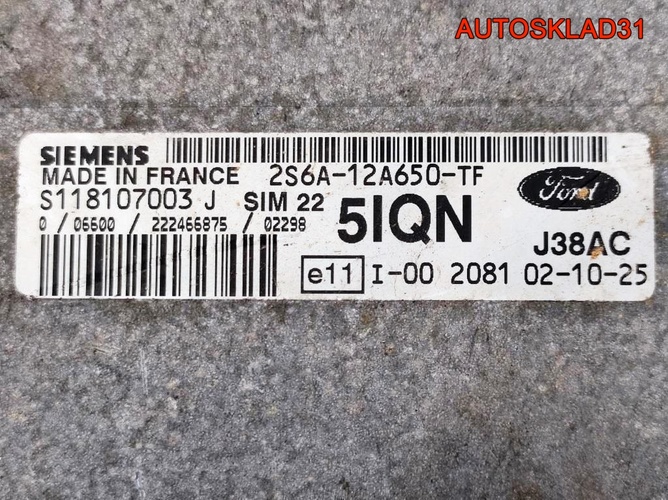 AUTOSKLAD31
SIEMENS
MADE IN FRANCE 2S6A-12A650-TF
S118107003 J SIM 22 5IQN
Ford
0 / 06600 / 222466875 / 02298
J38AC
e11 I-00 2081 02-10-25